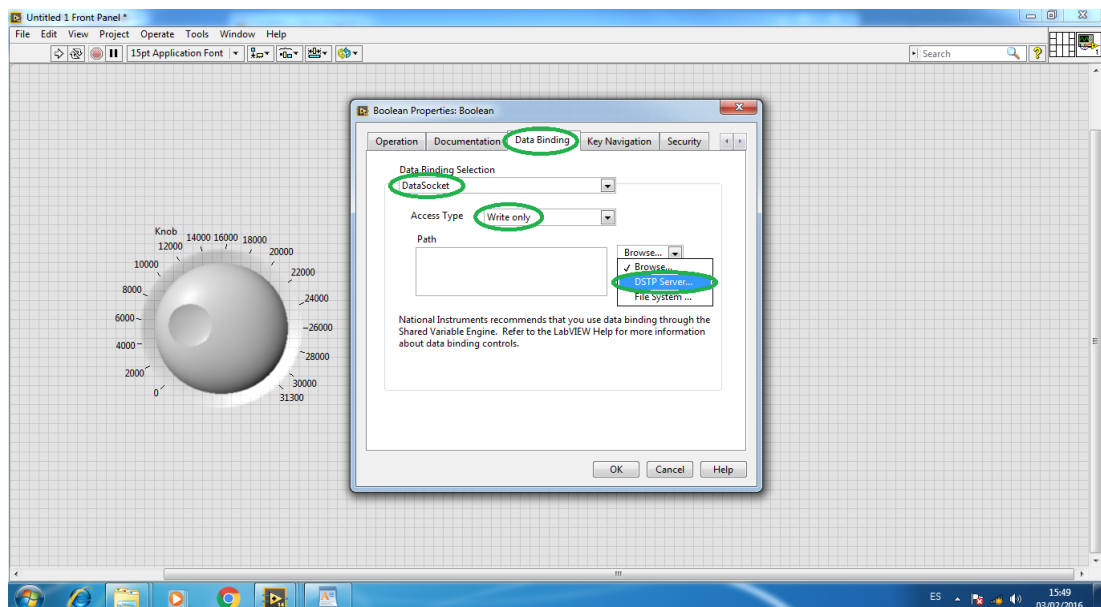 Untitled 1 Front Panel *
File Edit View Project Operate Tools Window Help
15pt Application Font
Search
1
Boolean Properties: Boolean
Operation Documentation Data Binding Key Navigation Security
Data Binding Selection
DataSocket
Access Type Write only
Path
Browse...
✓ Browse...
DSTP Server...
File System ...
National Instruments recommends that you use data binding through the
Shared Variable Engine. Refer to the LabVIEW Help for more information
about data binding controls.
OK Cancel Help
Knob
0
2000
4000
6000
8000
10000
12000
14000
16000
18000
20000
22000
24000
26000
28000
30000
31300
ES
15:49
03/02/2016